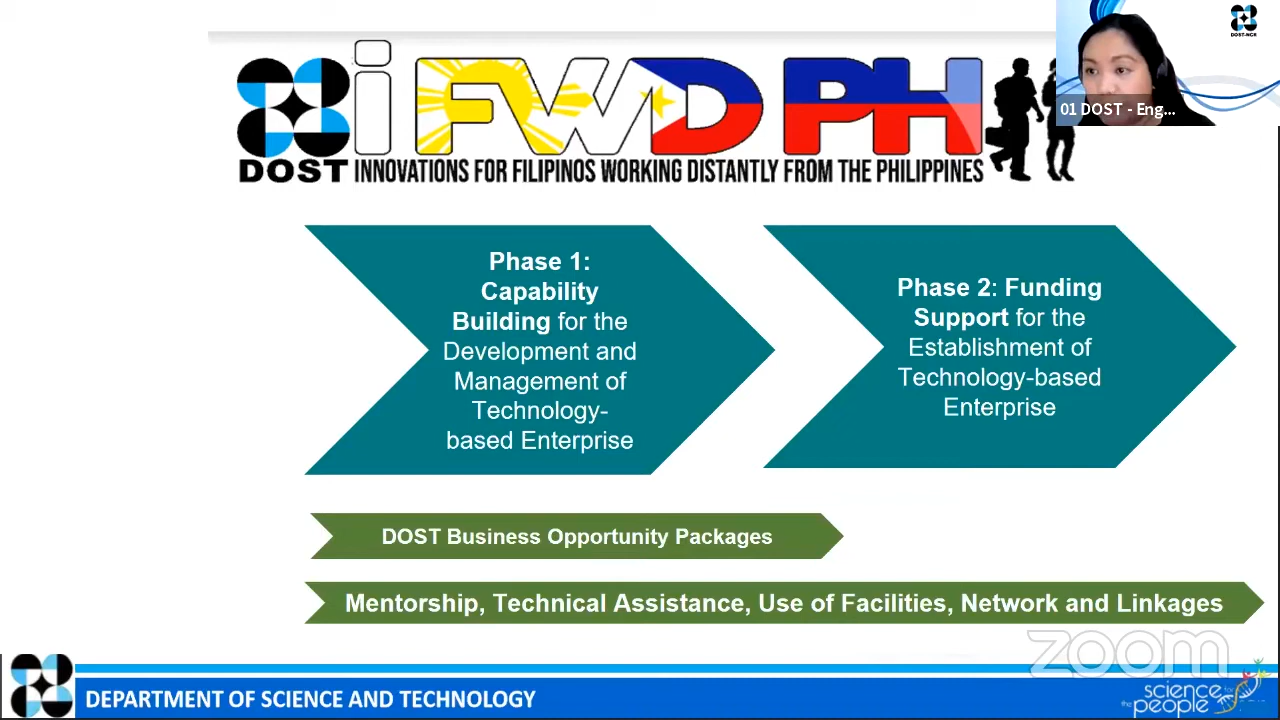 DOST-NCR
01 DOST - Eng...
i FWD PH
DOST INNOVATIONS FOR FILIPINOS WORKING DISTANTLY FROM THE PHILIPPINES
Phase 1:
Capability
Building for the
Development and
Management of
Technology-
based Enterprise
Phase 2: Funding
Support for the
Establishment of
Technology-based
Enterprise
DOST Business Opportunity Packages
Mentorship, Technical Assistance, Use of Facilities, Network and Linkages
zoom
DEPARTMENT OF SCIENCE AND TECHNOLOGY
science for
the people